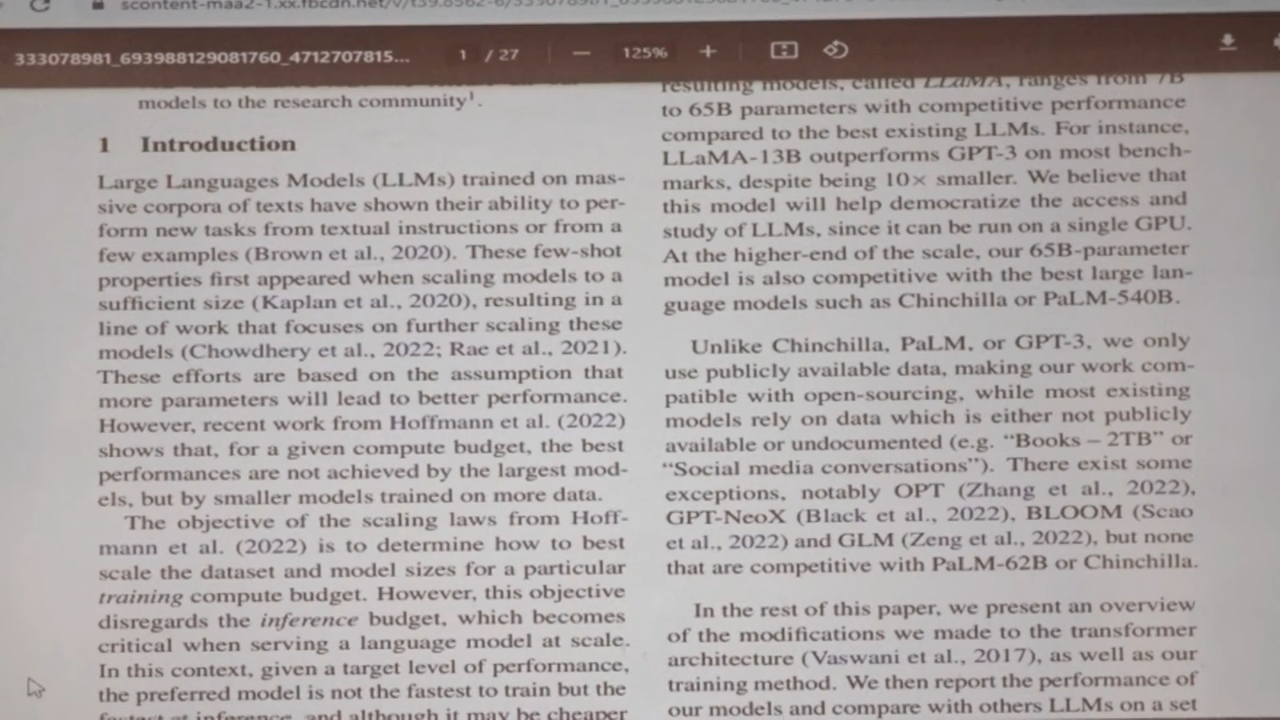 333078981_693988129081760_4712707815...
1 / 27
125%
models to the research community¹.
1 Introduction
Large Languages Models (LLMs) trained on mas-
sive corpora of texts have shown their ability to per-
form new tasks from textual instructions or from a
few examples (Brown et al., 2020). These few-shot
properties first appeared when scaling models to a
sufficient size (Kaplan et al., 2020), resulting in a
line of work that focuses on further scaling these
models (Chowdhery et al., 2022; Rae et al., 2021).
These efforts are based on the assumption that
more parameters will lead to better performance.
However, recent work from Hoffmann et al. (2022)
shows that, for a given compute budget, the best
performances are not achieved by the largest mod-
els, but by smaller models trained on more data.
The objective of the scaling laws from Hoff-
mann et al. (2022) is to determine how to best
scale the dataset and model sizes for a particular
training compute budget. However, this objective
disregards the inference budget, which becomes
critical when serving a language model at scale.
In this context, given a target level of performance,
the preferred model is not the fastest to train but the
fastest at inference, and although it may be cheaper
resulting models, called LLaMA, ranges from 7B
to 65B parameters with competitive performance
compared to the best existing LLMs. For instance,
LLaMA-13B outperforms GPT-3 on most bench-
marks, despite being 10× smaller. We believe that
this model will help democratize the access and
study of LLMs, since it can be run on a single GPU.
At the higher-end of the scale, our 65B-parameter
model is also competitive with the best large lan-
guage models such as Chinchilla or PaLM-540B.
Unlike Chinchilla, PaLM, or GPT-3, we only
use publicly available data, making our work com-
patible with open-sourcing, while most existing
models rely on data which is either not publicly
available or undocumented (e.g. “Books – 2TB” or
“Social media conversations”). There exist some
exceptions, notably OPT (Zhang et al., 2022),
GPT-NeoX (Black et al., 2022), BLOOM (Scao
et al., 2022) and GLM (Zeng et al., 2022), but none
that are competitive with PaLM-62B or Chinchilla.
In the rest of this paper, we present an overview
of the modifications we made to the transformer
architecture (Vaswani et al., 2017), as well as our
training method. We then report the performance of
our models and compare with others LLMs on a set